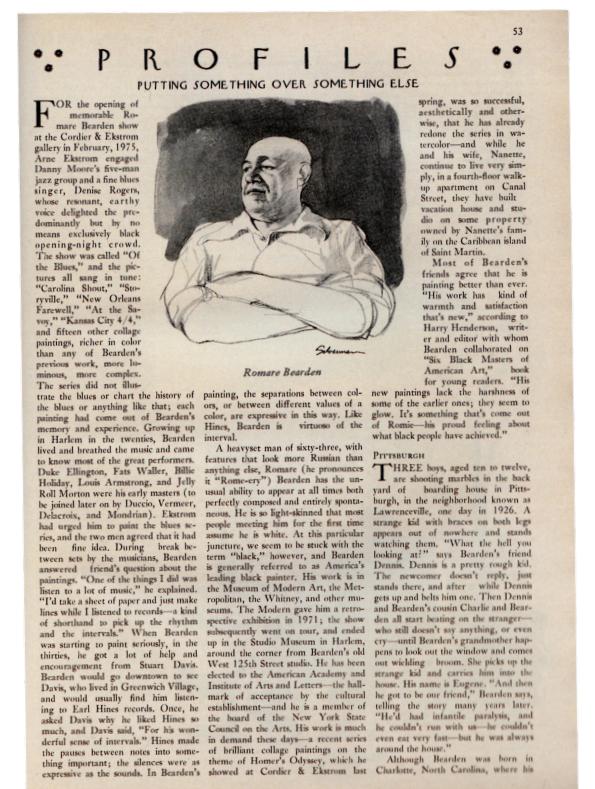 53
PROFILES
PUTTING SOMETHING OVER SOMETHING ELSE
FOR the opening of
memorable Ro-
mare Bearden show
at the Cordier & Ekstrom
gallery in February, 1975,
Arne Ekstrom engaged
Danny Moore's five-man
jazz group and a fine blues
singer, Denise Rogers,
whose resonant, earthy
voice delighted the pre-
dominantly but by no
means exclusively black
opening-night crowd.
The show was called "Of
the Blues," and the pic-
tures all sang in tune:
"Carolina Shout," "Sto-
ryville," "New Orleans
Farewell," "At the Sa-
voy," "Kansas City 4/4,"
and fifteen other collage
paintings, richer in color
than any of Bearden's
previous work, more lu-
minous, more complex.
The series did not illus-
trate the blues or chart the history of
the blues or anything like that; each
painting had come out of Bearden's
memory and experience. Growing up
in Harlem in the twenties, Bearden
lived and breathed the music and came
to know most of the great performers.
Duke Ellington, Fats Waller, Billie
Holiday, Louis Armstrong, and Jelly
Roll Morton were his early masters (to
be joined later on by Duccio, Vermeer,
Delacroix, and Mondrian). Ekstrom
had urged him to paint the blues se-
ries, and the two men agreed that it had
been fine idea. During break be-
tween sets by the musicians, Bearden
answered friend's question about the
paintings. "One of the things I did was
listen to a lot of music," he explained.
"I'd take a sheet of paper and just make
lines while I listened to records—a kind
of shorthand to pick up the rhythm
and the intervals." When Bearden
was starting to paint seriously, in the
thirties, he got a lot of help and
encouragement from Stuart Davis.
Bearden would go downtown to see
Davis, who lived in Greenwich Village,
and would usually find him listen-
ing to Earl Hines records. Once, he
asked Davis why he liked Hines so
much, and Davis said, "For his won-
derful sense of intervals." Hines made
the pauses between notes into some-
thing important; the silences were as
expressive as the sounds. In Bearden's
Romare Bearden
painting, the separations between col-
ors, or between different values of a
color, are expressive in this way. Like
Hines, Bearden is virtuoso of the
interval.
A heavyset man of sixty-three, with
features that look more Russian than
anything else, Romare (he pronounces
it "Rome-ery") Bearden has the un-
usual ability to appear at all times both
perfectly composed and entirely sponta-
neous. He is so light-skinned that most
people meeting him for the first time
assume he is white. At this particular
juncture, we seem to be stuck with the
term "black," however, and Bearden
is generally referred to as America's
leading black painter. His work is in
the Museum of Modern Art, the Met-
ropolitan, the Whitney, and other mu-
seums. The Modern gave him a retro-
spective exhibition in 1971; the show
subsequently went on tour, and ended
up in the Studio Museum in Harlem,
around the corner from Bearden's old
West 125th Street studio. He has been
elected to the American Academy and
Institute of Arts and Letters—the hall-
mark of acceptance by the cultural
establishment—and he is a member of
the board of the New York State
Council on the Arts. His work is much
in demand these days—a recent series
of brilliant collage paintings on the
theme of Homer's Odyssey, which he
showed at Cordier & Ekstrom last
spring, was so successful,
aesthetically and other-
wise, that he has already
redone the series in wa-
tercolor—and while he
and his wife, Nanette,
continue to live very sim-
ply, in a fourth-floor walk-
up apartment on Canal
Street, they have built
vacation house and stu-
dio on some property
owned by Nanette's fam-
ily on the Caribbean island
of Saint Martin.
Most of Bearden's
friends agree that he is
painting better than ever.
"His work has kind of
warmth and satisfaction
that's new," according to
Harry Henderson, writ-
er and editor with whom
Bearden collaborated on
"Six Black Masters of
American Art," book
for young readers. "His
new paintings lack the harshness of
some of the earlier ones; they seem to
glow. It's something that's come out
of Romie—his proud feeling about
what black people have achieved."
PITTSBURGH
THREE boys, aged ten to twelve,
are shooting marbles in the back
yard of boarding house in Pitts-
burgh, in the neighborhood known as
Lawrenceville, one day in 1926. A
strange kid with braces on both legs
appears out of nowhere and stands
watching them. "What the hell you
looking at?" says Bearden's friend
Dennis. Dennis is a pretty rough kid.
The newcomer doesn't reply, just
stands there, and after while Dennis
gets up and belts him one. Then Dennis
and Bearden's cousin Charlie and Bear-
den all start beating on the stranger—
who still doesn't say anything, or even
cry—until Bearden's grandmother hap-
pens to look out the window and comes
out wielding broom. She picks up the
strange kid and carries him into the
house. His name is Eugene. "And then
he got to be our friend," Bearden says,
telling the story many years later.
"He'd had infantile paralysis, and
he couldn't run with us—he couldn't
even eat very fast—but he was always
around the house."
Although Bearden was born in
Charlotte, North Carolina, where his